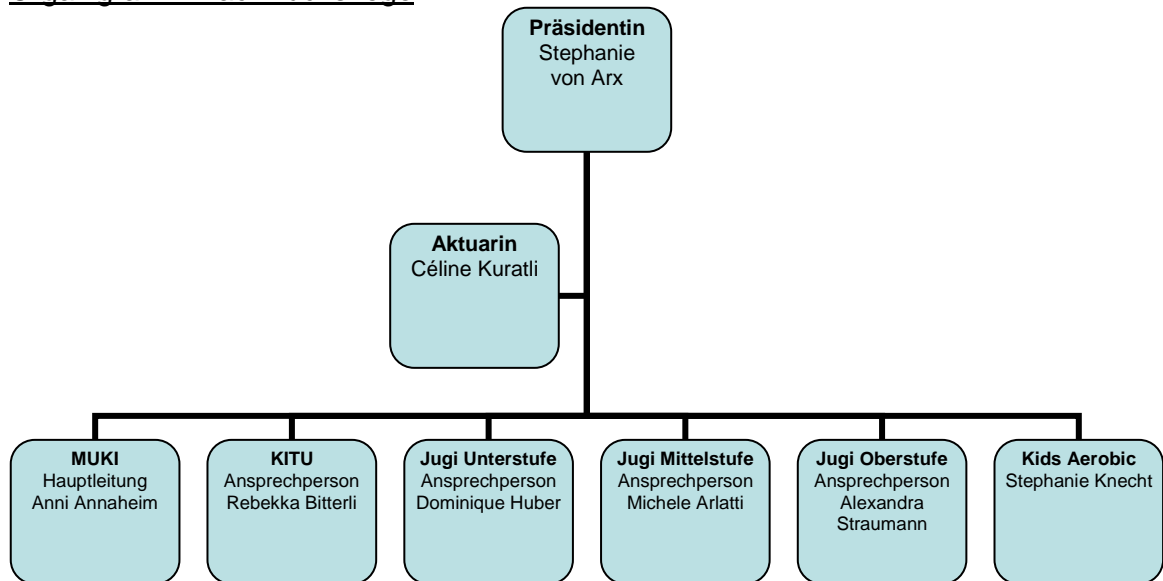 Präsidentin
Stephanie
von Arx
Aktuarin
Céline Kuratli
MUKI
Hauptleitung
Anni Annaheim
KITU
Ansprechperson
Rebekka Bitterli
Jugi Unterstufe
Ansprechperson
Dominique Huber
Jugi Mittelstufe
Ansprechperson
Michele Arlatti
Jugi Oberstufe
Ansprechperson
Alexandra
Straumann
Kids Aerobic
Stephanie Knecht